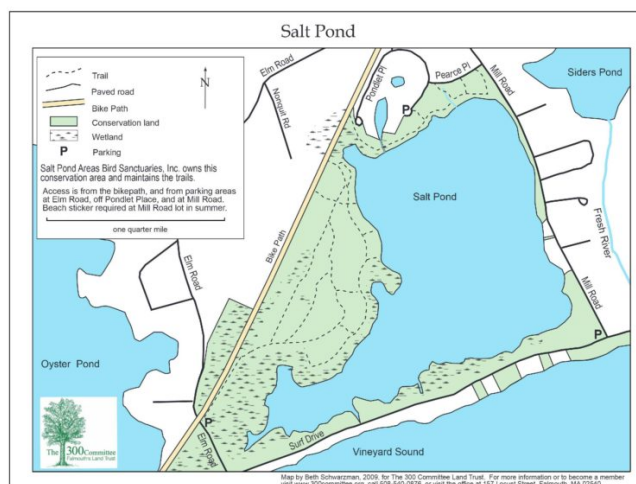 Salt Pond
Trail
Paved road
Bike Path
Conservation land
Wetland
P
Parking
N
Salt Pond Areas Bird Sanctuaries, Inc. owns this
conservation area and maintains the trails.
Access is from the bikepath, and from parking areas
at Elm Road, off Pondlet Place, and at Mill Road.
Beach sticker required at Mill Road lot in summer.
one quarter mile
Elm Road
Nonquit Rd
Pondlet Pl
Pearce Pl
P
Mill Road
Siders Pond
Salt Pond
Fresh River
Bike Path
Elm Road
Mill Road
P
Oyster Pond
P
Elm Road
Surf Drive
Vineyard Sound
The 300 Committee
Falmouth's Land Trust
Map by Beth Schwarzman, 2009, for The 300 Committee Land Trust. For more information or to become a member